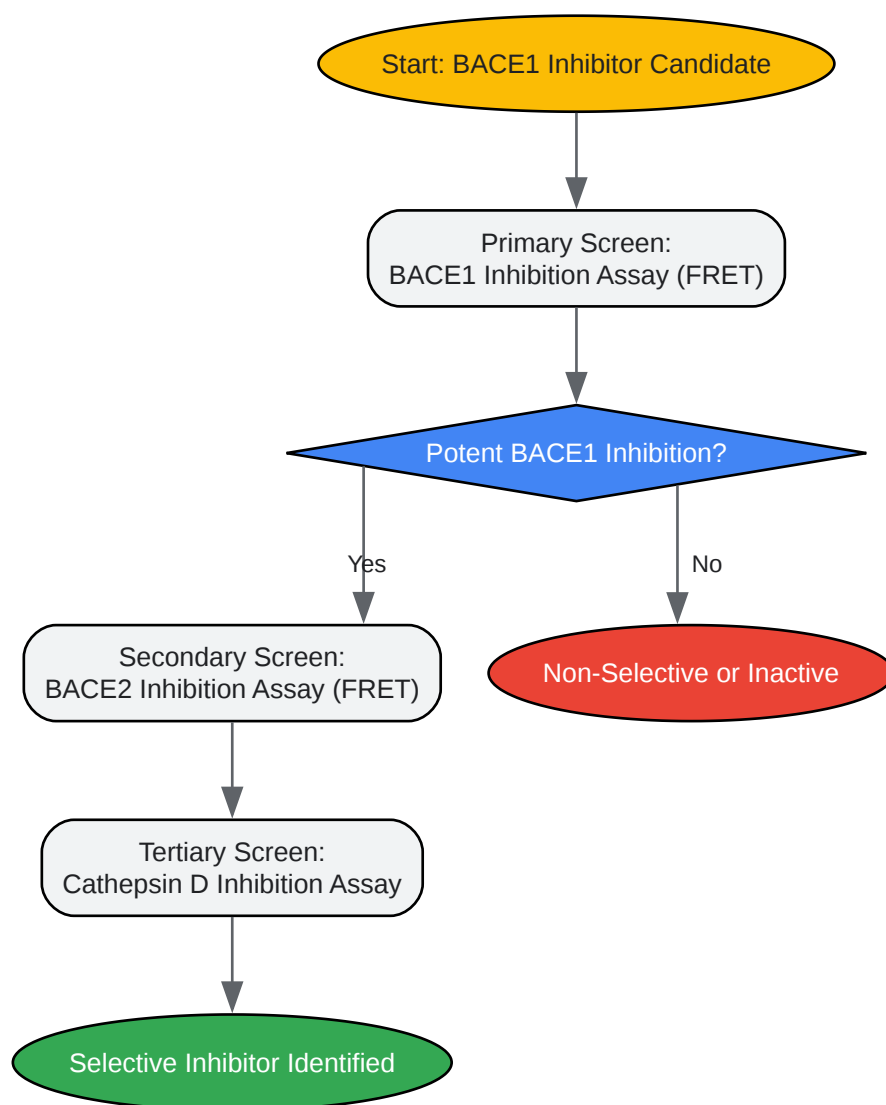 Start: BACE1 Inhibitor Candidate
Primary Screen:
BACE1 Inhibition Assay (FRET)
Potent BACE1 Inhibition?
Yes
No
Secondary Screen:
BACE2 Inhibition Assay (FRET)
Non-Selective or Inactive
Tertiary Screen:
Cathepsin D Inhibition Assay
Selective Inhibitor Identified